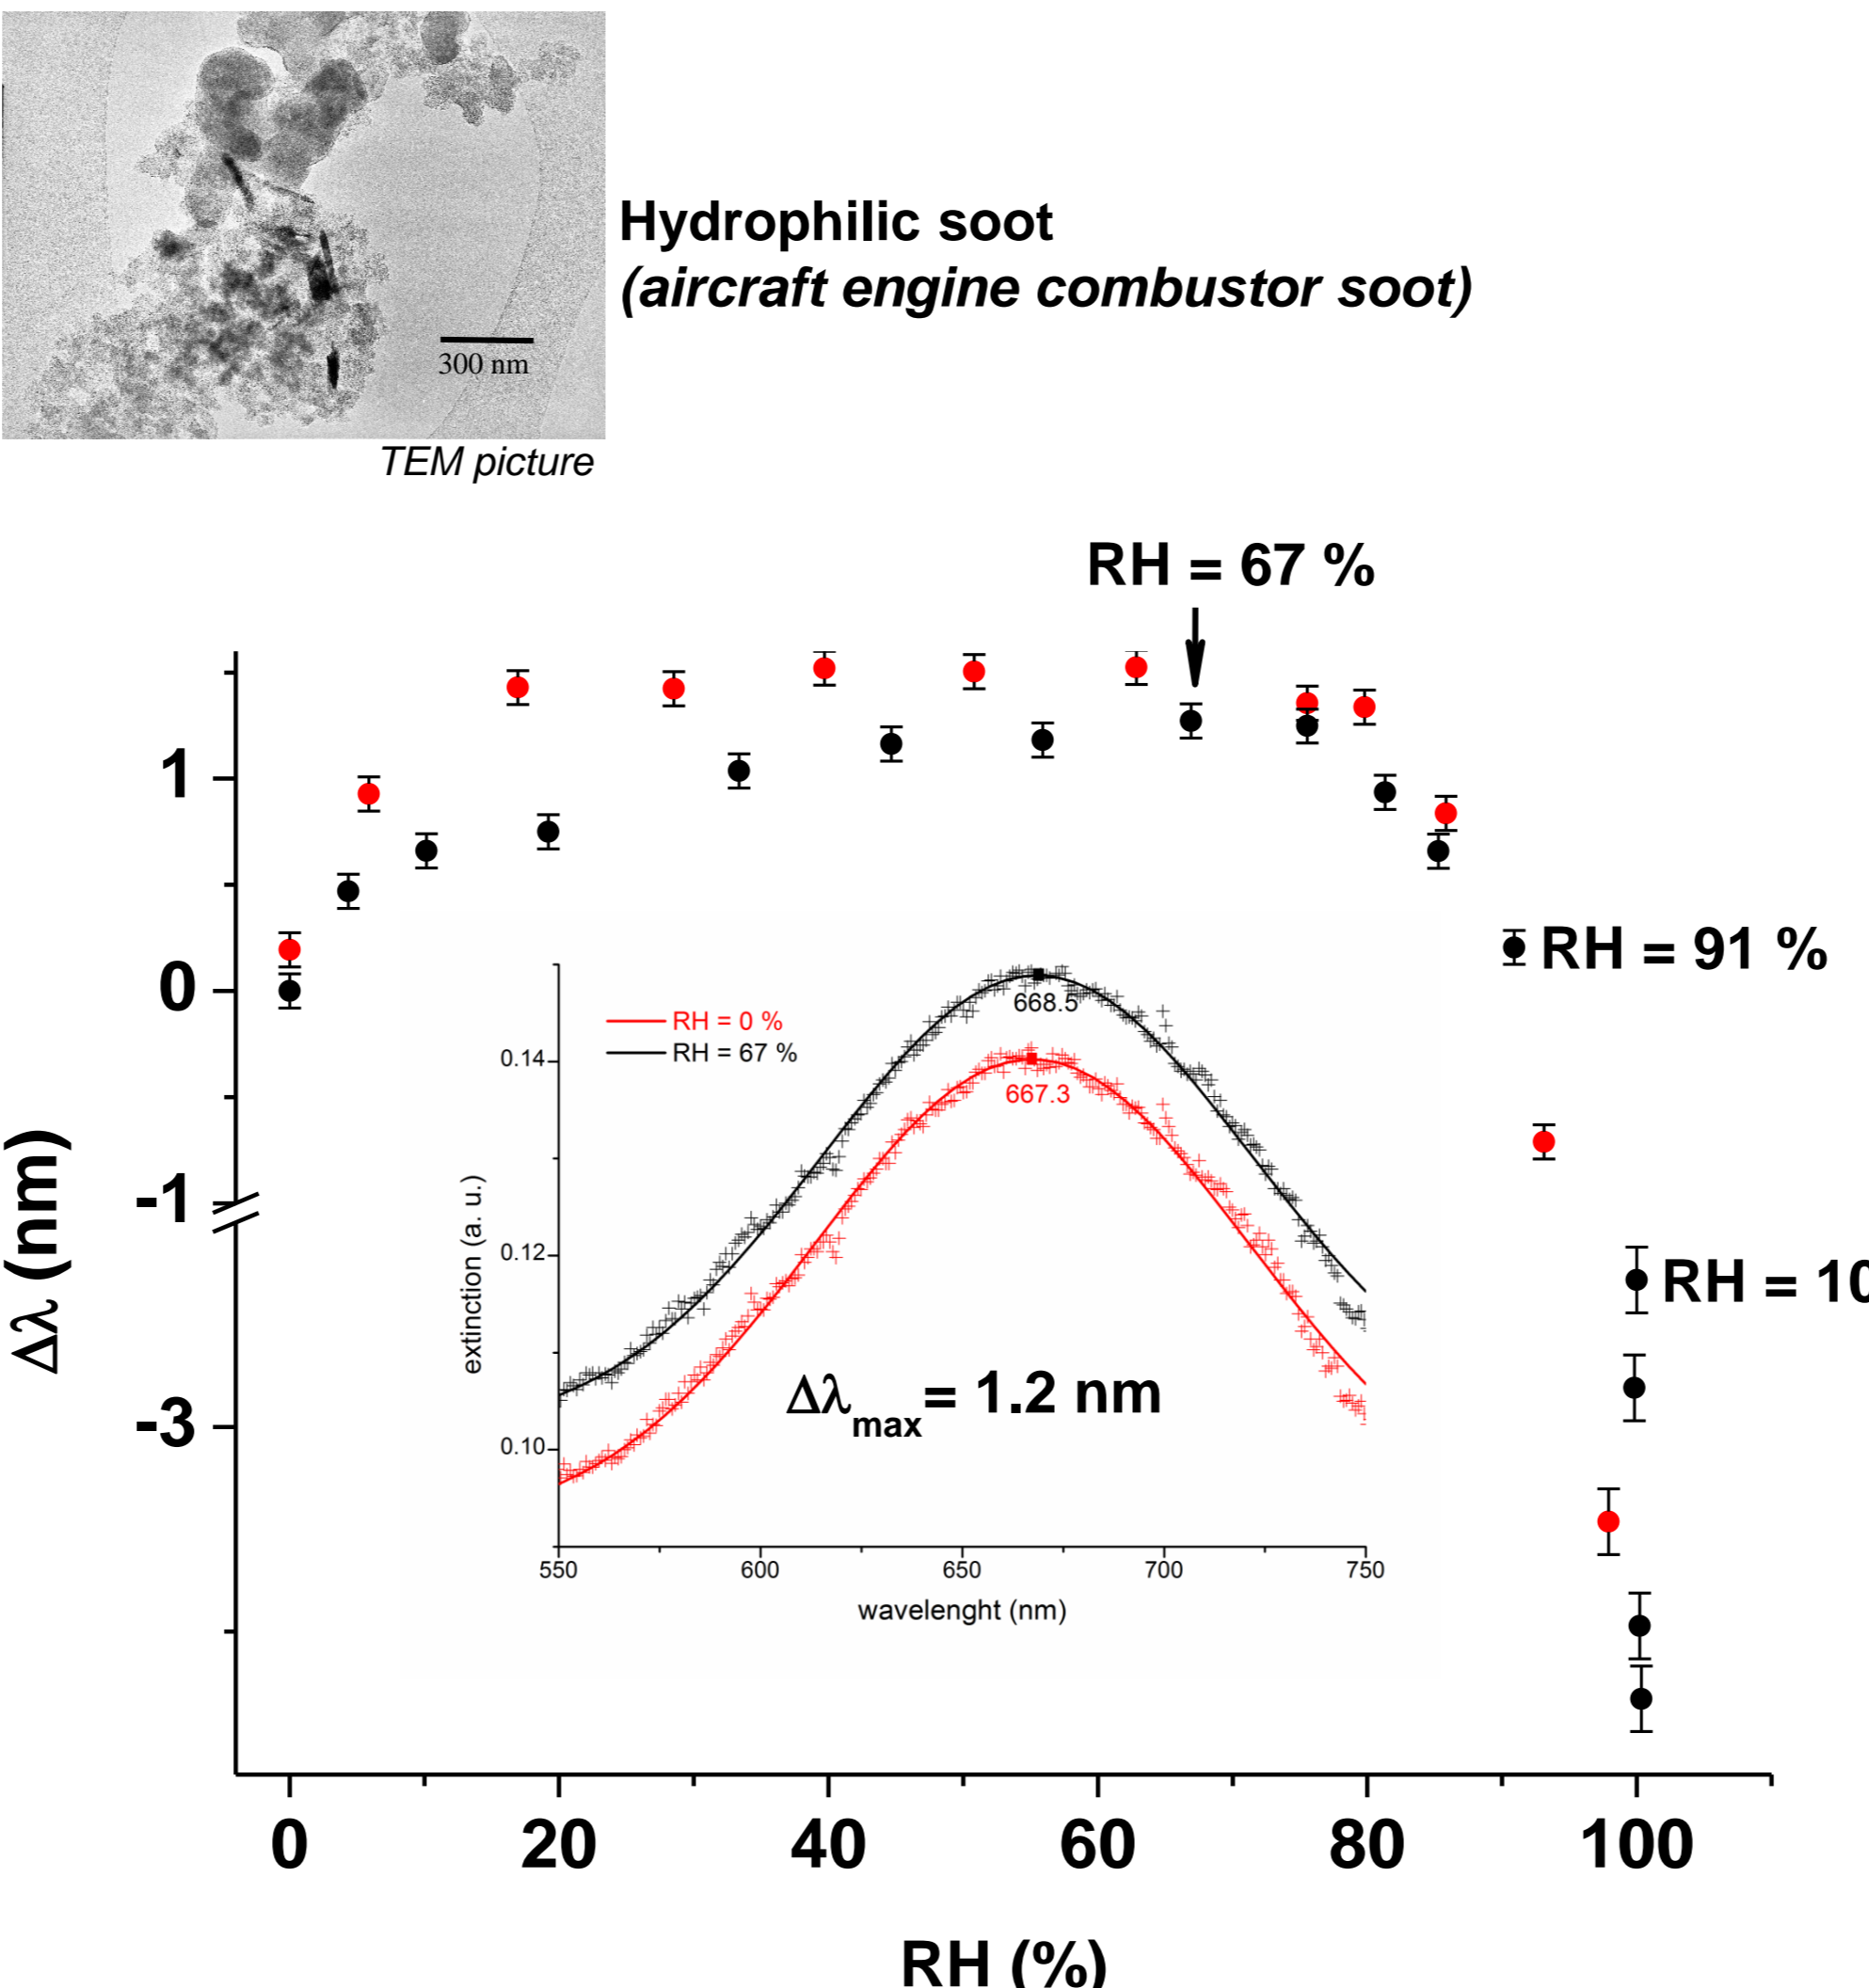 Hydrophilic soot
(aircraft engine combustor soot)
300 nm
TEM picture
RH = 67 %
1
0
-1
-3
Δλ (nm)
RH = 91 %
RH = 10
668.5
667.3
RH = 0 %
RH = 67 %
0.14
0.12
0.10
extinction (a. u.)
Δλmax = 1.2 nm
550 600 650 700 750
wavelenght (nm)
0 20 40 60 80 100
RH (%)